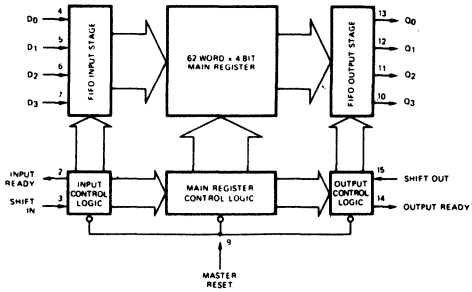 4
D0
5
D1
6
D2
7
D3
FIFO INPUT STAGE
62 WORD × 4 BIT
MAIN REGISTER
FIFO OUTPUT STAGE
13
Q0
12
Q1
11
Q2
10
Q3
INPUT
READY
2
SHIFT
IN
3
INPUT
CONTROL
LOGIC
MAIN REGISTER
CONTROL LOGIC
OUTPUT
CONTROL
LOGIC
15
SHIFT OUT
14
OUTPUT READY
9
MASTER
RESET